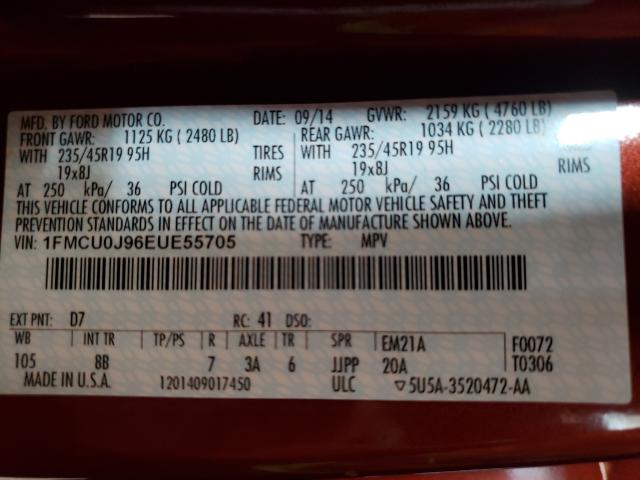 MFD. BY FORD MOTOR CO. DATE: 09/14 GVWR: 2159 KG ( 4760 LB)
FRONT GAWR: 1125 KG ( 2480 LB) REAR GAWR: 1034 KG ( 2280 LB)
WITH 235/45R19 95H TIRES WITH 235/45R19 95H TIRES
19x8J RIMS 19x8J RIMS
AT 250 kPa/ 36 PSI COLD AT 250 kPa/ 36 PSI COLD
THIS VEHICLE CONFORMS TO ALL APPLICABLE FEDERAL MOTOR VEHICLE SAFETY AND THEFT
PREVENTION STANDARDS IN EFFECT ON THE DATE OF MANUFACTURE SHOWN ABOVE.
VIN: 1FMCU0J96EUE55705 TYPE: MPV
EXT PNT: D7 RC: 41 DSO:
WB INT TR TP/PS R AXLE TR SPR EM21A F0072
105 8B 7 3A 6 JJPP 20A T0306
MADE IN U.S.A. 1201409017450 ULC ▽5U5A-3520472-AA